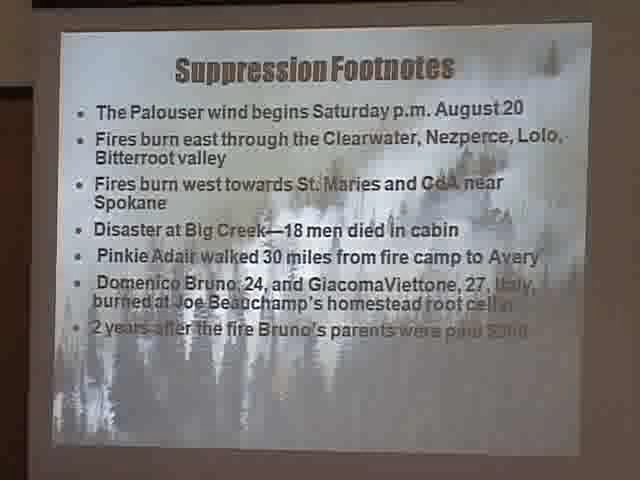 Suppression Footnotes
• The Palouser wind begins Saturday p.m. August 20
• Fires burn east through the Clearwater, Nezperce, Lolo,
Bitterroot valley
• Fires burn west towards St. Maries and CdA near
Spokane
• Disaster at Big Creek—18 men died in cabin
• Pinkie Adair walked 30 miles from fire camp to Avery
• Domenico Bruno, 24, and GiacomaViettone, 27, Italy,
burned at Joe Beauchamp's homestead root cellar
• 2 years after the fire Bruno's parents were paid